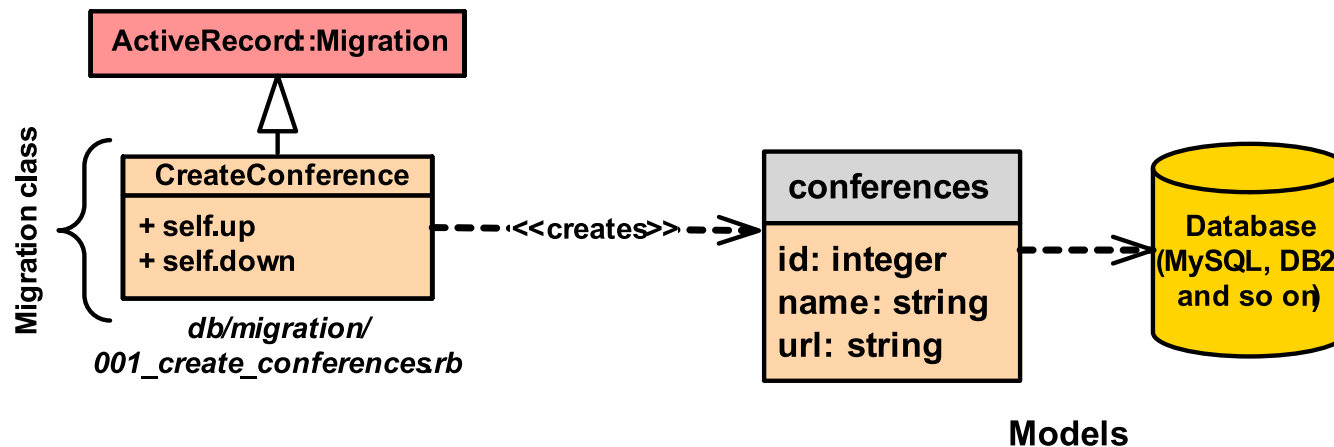 ActiveRecord::Migration
Migration class
CreateConference
+ self.up
+ self.down
db/migration/
001_create_conferences.rb
<<creates>>
conferences
id: integer
name: string
url: string
Database
(MySQL, DB2
and so on)
Models